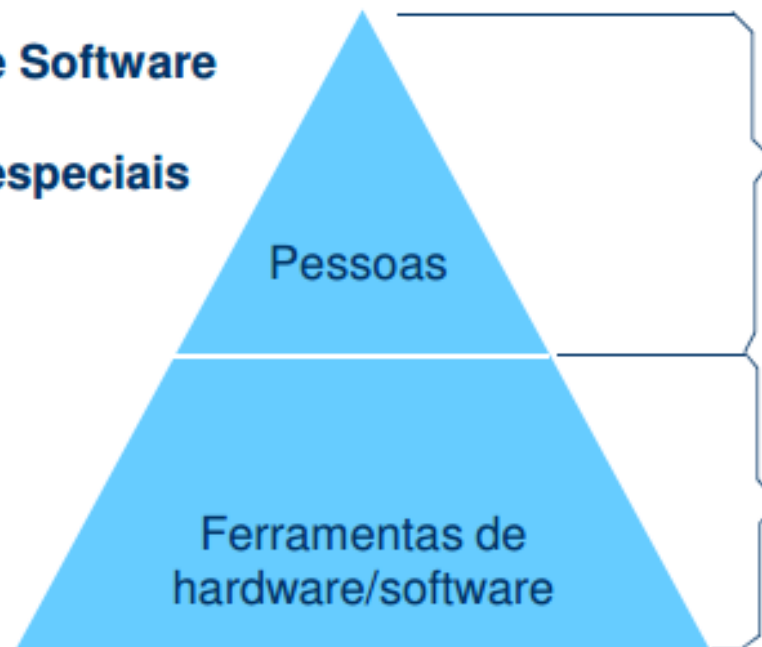 e Software
especiais
Pessoas
Ferramentas de
hardware/software